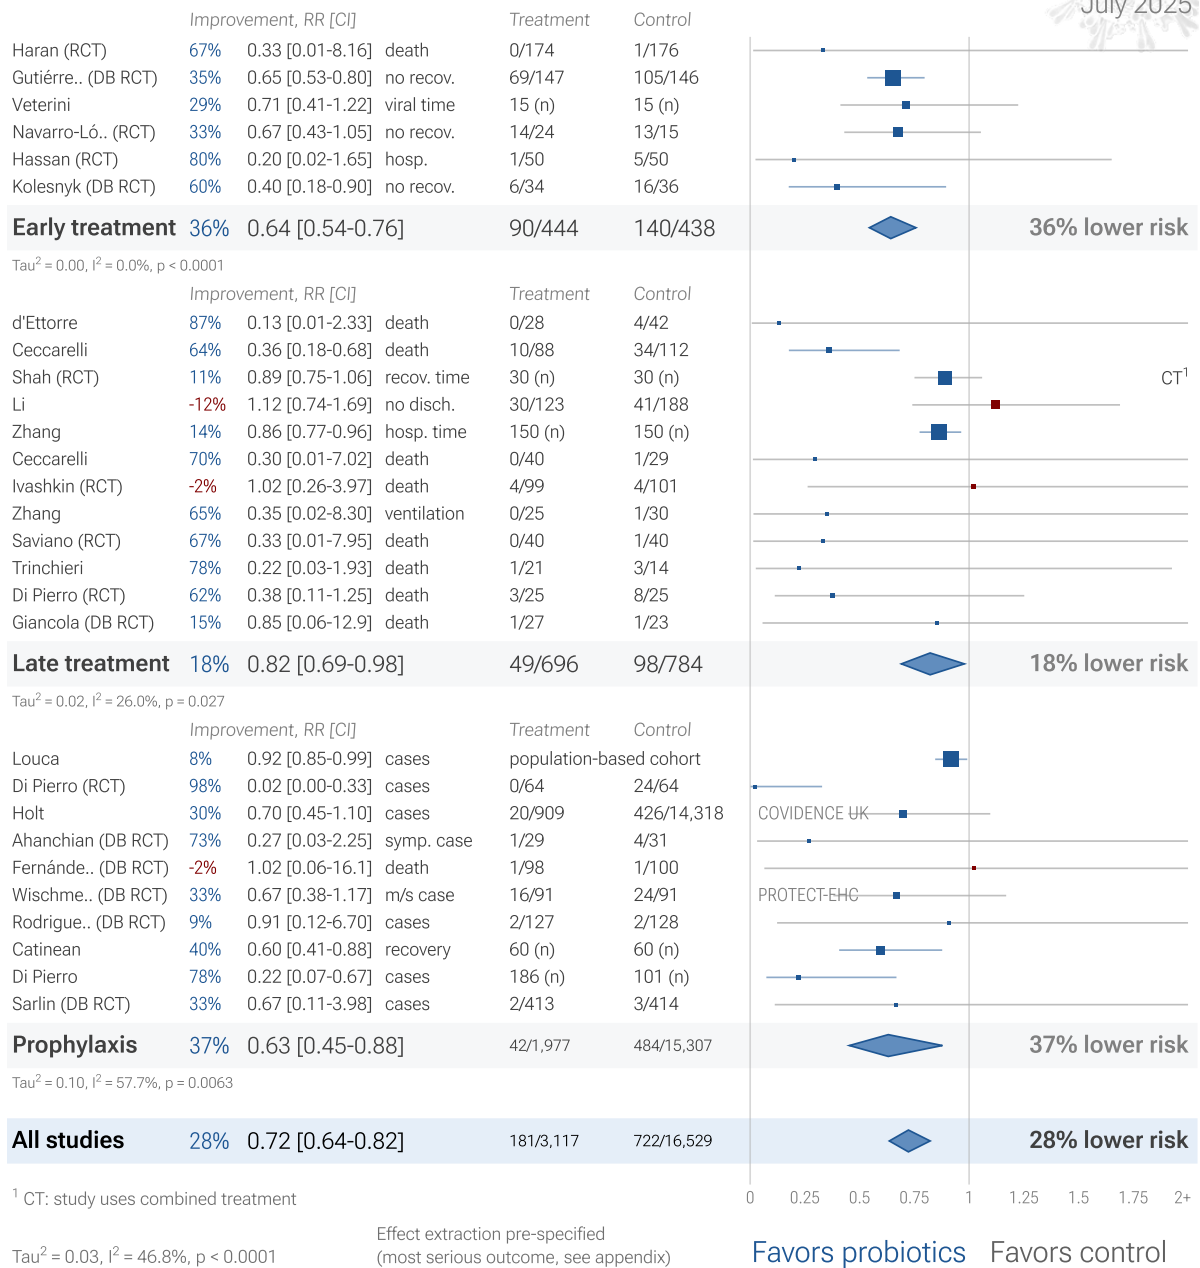 July 2025
Improvement, RR [CI] Treatment Control
Haran (RCT) 67% 0.33 [0.01-8.16] death 0/174 1/176
Gutiérre.. (DB RCT) 35% 0.65 [0.53-0.80] no recov. 69/147 105/146
Veterini 29% 0.71 [0.41-1.22] viral time 15 (n) 15 (n)
Navarro-Ló.. (RCT) 33% 0.67 [0.43-1.05] no recov. 14/24 13/15
Hassan (RCT) 80% 0.20 [0.02-1.65] hosp. 1/50 5/50
Kolesnyk (DB RCT) 60% 0.40 [0.18-0.90] no recov. 6/34 16/36
Early treatment 36% 0.64 [0.54-0.76] 90/444 140/438 36% lower risk
Tau² = 0.00, I² = 0.0%, p < 0.0001
Improvement, RR [CI] Treatment Control
d'Ettorre 87% 0.13 [0.01-2.33] death 0/28 4/42
Ceccarelli 64% 0.36 [0.18-0.68] death 10/88 34/112
Shah (RCT) 11% 0.89 [0.75-1.06] recov. time 30 (n) 30 (n) CT¹
Li -12% 1.12 [0.74-1.69] no disch. 30/123 41/188
Zhang 14% 0.86 [0.77-0.96] hosp. time 150 (n) 150 (n)
Ceccarelli 70% 0.30 [0.01-7.02] death 0/40 1/29
Ivashkin (RCT) -2% 1.02 [0.26-3.97] death 4/99 4/101
Zhang 65% 0.35 [0.02-8.30] ventilation 0/25 1/30
Saviano (RCT) 67% 0.33 [0.01-7.95] death 0/40 1/40
Trinchieri 78% 0.22 [0.03-1.93] death 1/21 3/14
Di Pierro (RCT) 62% 0.38 [0.11-1.25] death 3/25 8/25
Giancola (DB RCT) 15% 0.85 [0.06-12.9] death 1/27 1/23
Late treatment 18% 0.82 [0.69-0.98] 49/696 98/784 18% lower risk
Tau² = 0.02, I² = 26.0%, p = 0.027
Improvement, RR [CI] Treatment Control
Louca 8% 0.92 [0.85-0.99] cases population-based cohort
Di Pierro (RCT) 98% 0.02 [0.00-0.33] cases 0/64 24/64
Holt 30% 0.70 [0.45-1.10] cases 20/909 426/14,318 COVIDENCE UK
Ahanchian (DB RCT) 73% 0.27 [0.03-2.25] symp. case 1/29 4/31
Fernánde.. (DB RCT) -2% 1.02 [0.06-16.1] death 1/98 1/100
Wischme.. (DB RCT) 33% 0.67 [0.38-1.17] m/s case 16/91 24/91 PROTECT-EHC
Rodrigue.. (DB RCT) 9% 0.91 [0.12-6.70] cases 2/127 2/128
Catinean 40% 0.60 [0.41-0.88] recovery 60 (n) 60 (n)
Di Pierro 78% 0.22 [0.07-0.67] cases 186 (n) 101 (n)
Sarlin (DB RCT) 33% 0.67 [0.11-3.98] cases 2/413 3/414
Prophylaxis 37% 0.63 [0.45-0.88] 42/1,977 484/15,307 37% lower risk
Tau² = 0.10, I² = 57.7%, p = 0.0063
All studies 28% 0.72 [0.64-0.82] 181/3,117 722/16,529 28% lower risk
0 0.25 0.5 0.75 1 1.25 1.5 1.75 2+
¹ CT: study uses combined treatment
Tau² = 0.03, I² = 46.8%, p < 0.0001
Effect extraction pre-specified
(most serious outcome, see appendix)
Favors probiotics Favors control